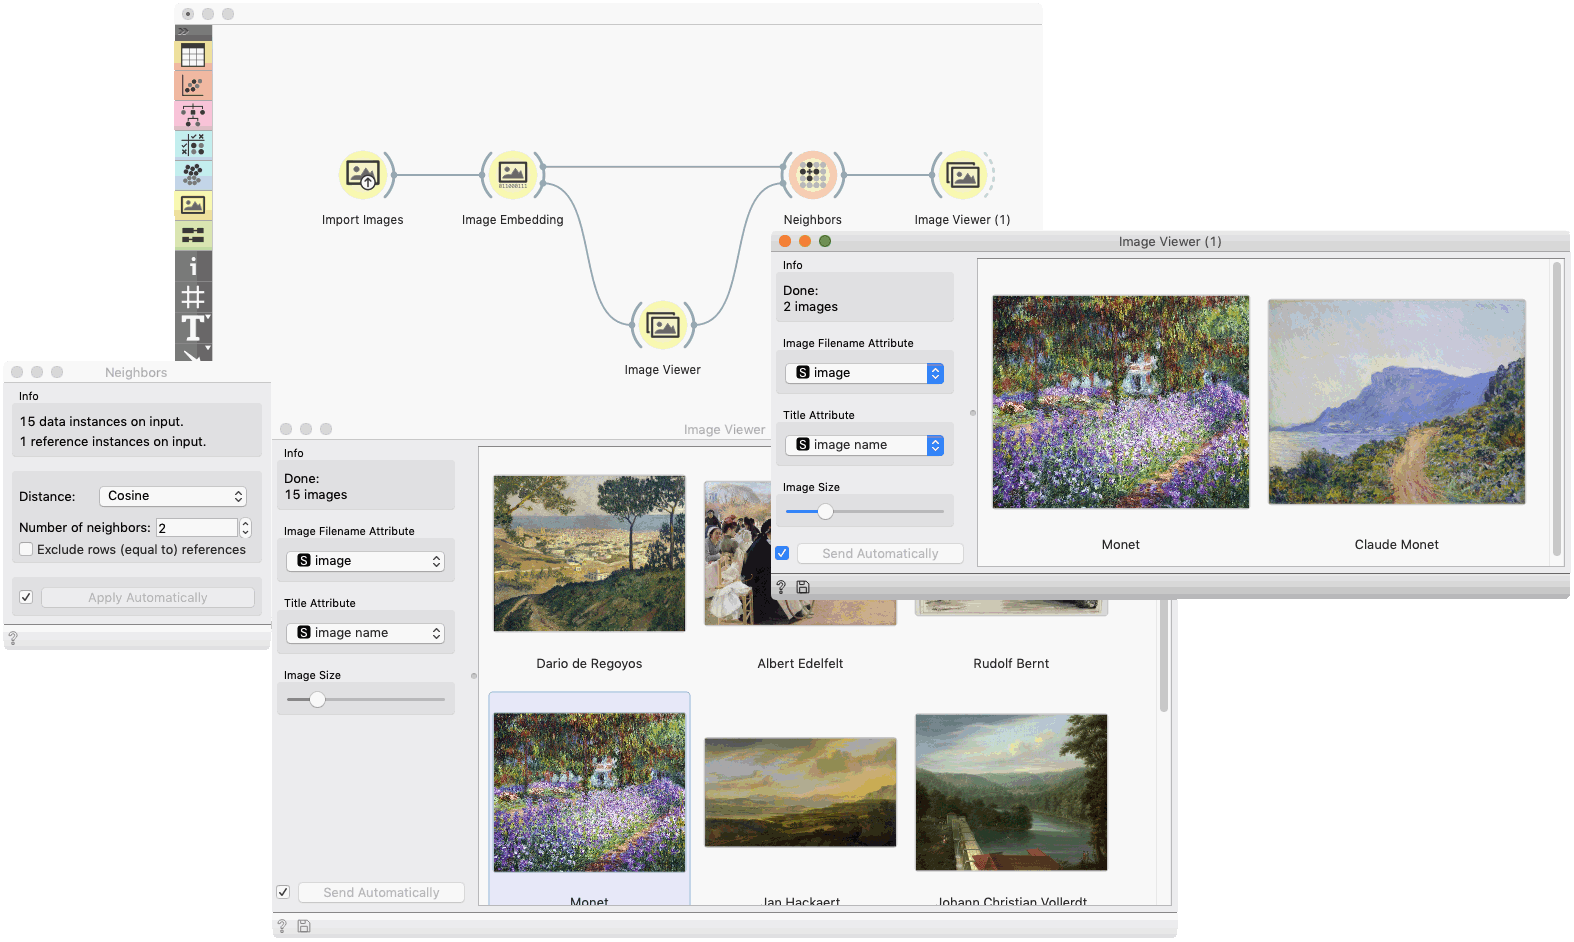 Import Images
Image Embedding
011000111
Neighbors
Image Viewer (1)
Image Viewer
T
Neighbors
Info
15 data instances on input.
1 reference instances on input.
Distance:
Cosine
Number of neighbors:
2
Exclude rows (equal to) references
Apply Automatically
?
Image Viewer
Info
Done:
15 images
Image Filename Attribute
S image
Title Attribute
S image name
Image Size
Send Automatically
?
Dario de Regoyos
Albert Edelfelt
Rudolf Bernt
Monet
Jan Hackaert
Johann Christian Vollerdt
Image Viewer (1)
Info
Done:
2 images
Image Filename Attribute
S image
Title Attribute
S image name
Image Size
Send Automatically
?
Monet
Claude Monet